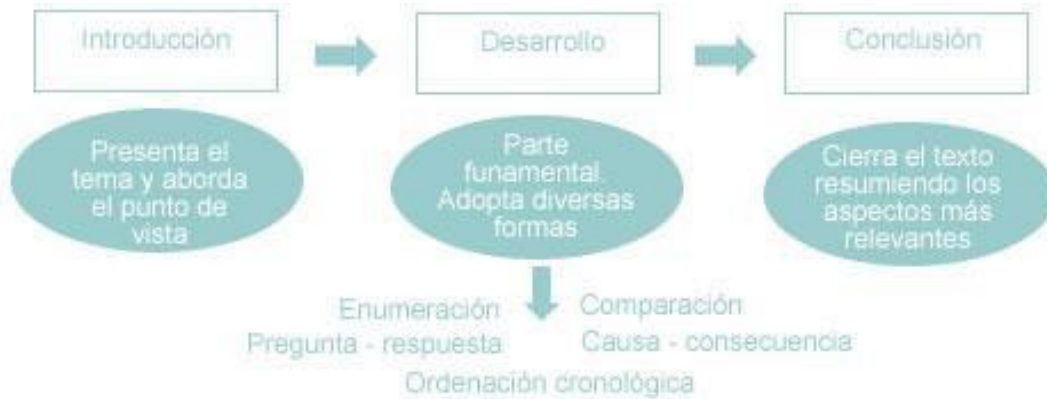 Introducción
Desarrollo
Conclusión
Presenta el
tema y aborda
el punto de
vista
Parte
funamental.
Adopta diversas
formas
Cierra el texto
resumiendo los
aspectos más
relevantes
Enumeración
Comparación
Pregunta - respuesta
Causa - consecuencia
Ordenación cronológica